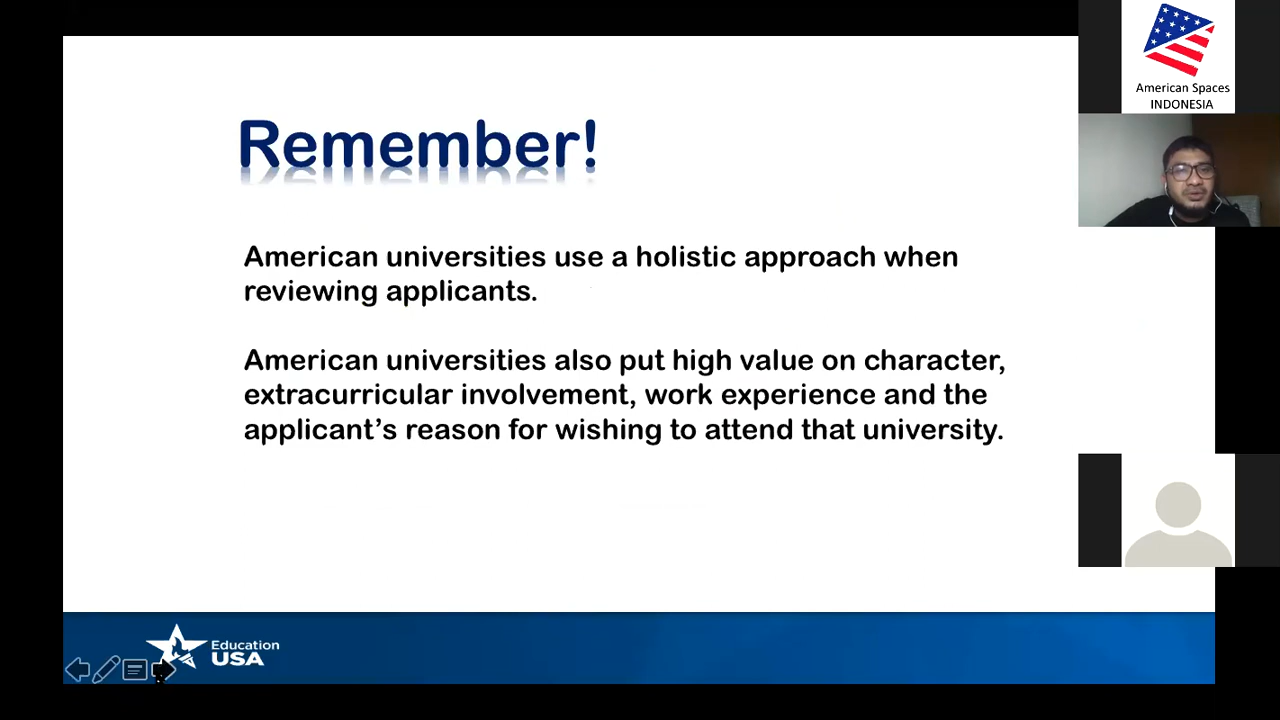 Remember!
American universities use a holistic approach when
reviewing applicants.
American universities also put high value on character,
extracurricular involvement, work experience and the
applicant’s reason for wishing to attend that university.
American Spaces
INDONESIA
Education
USA